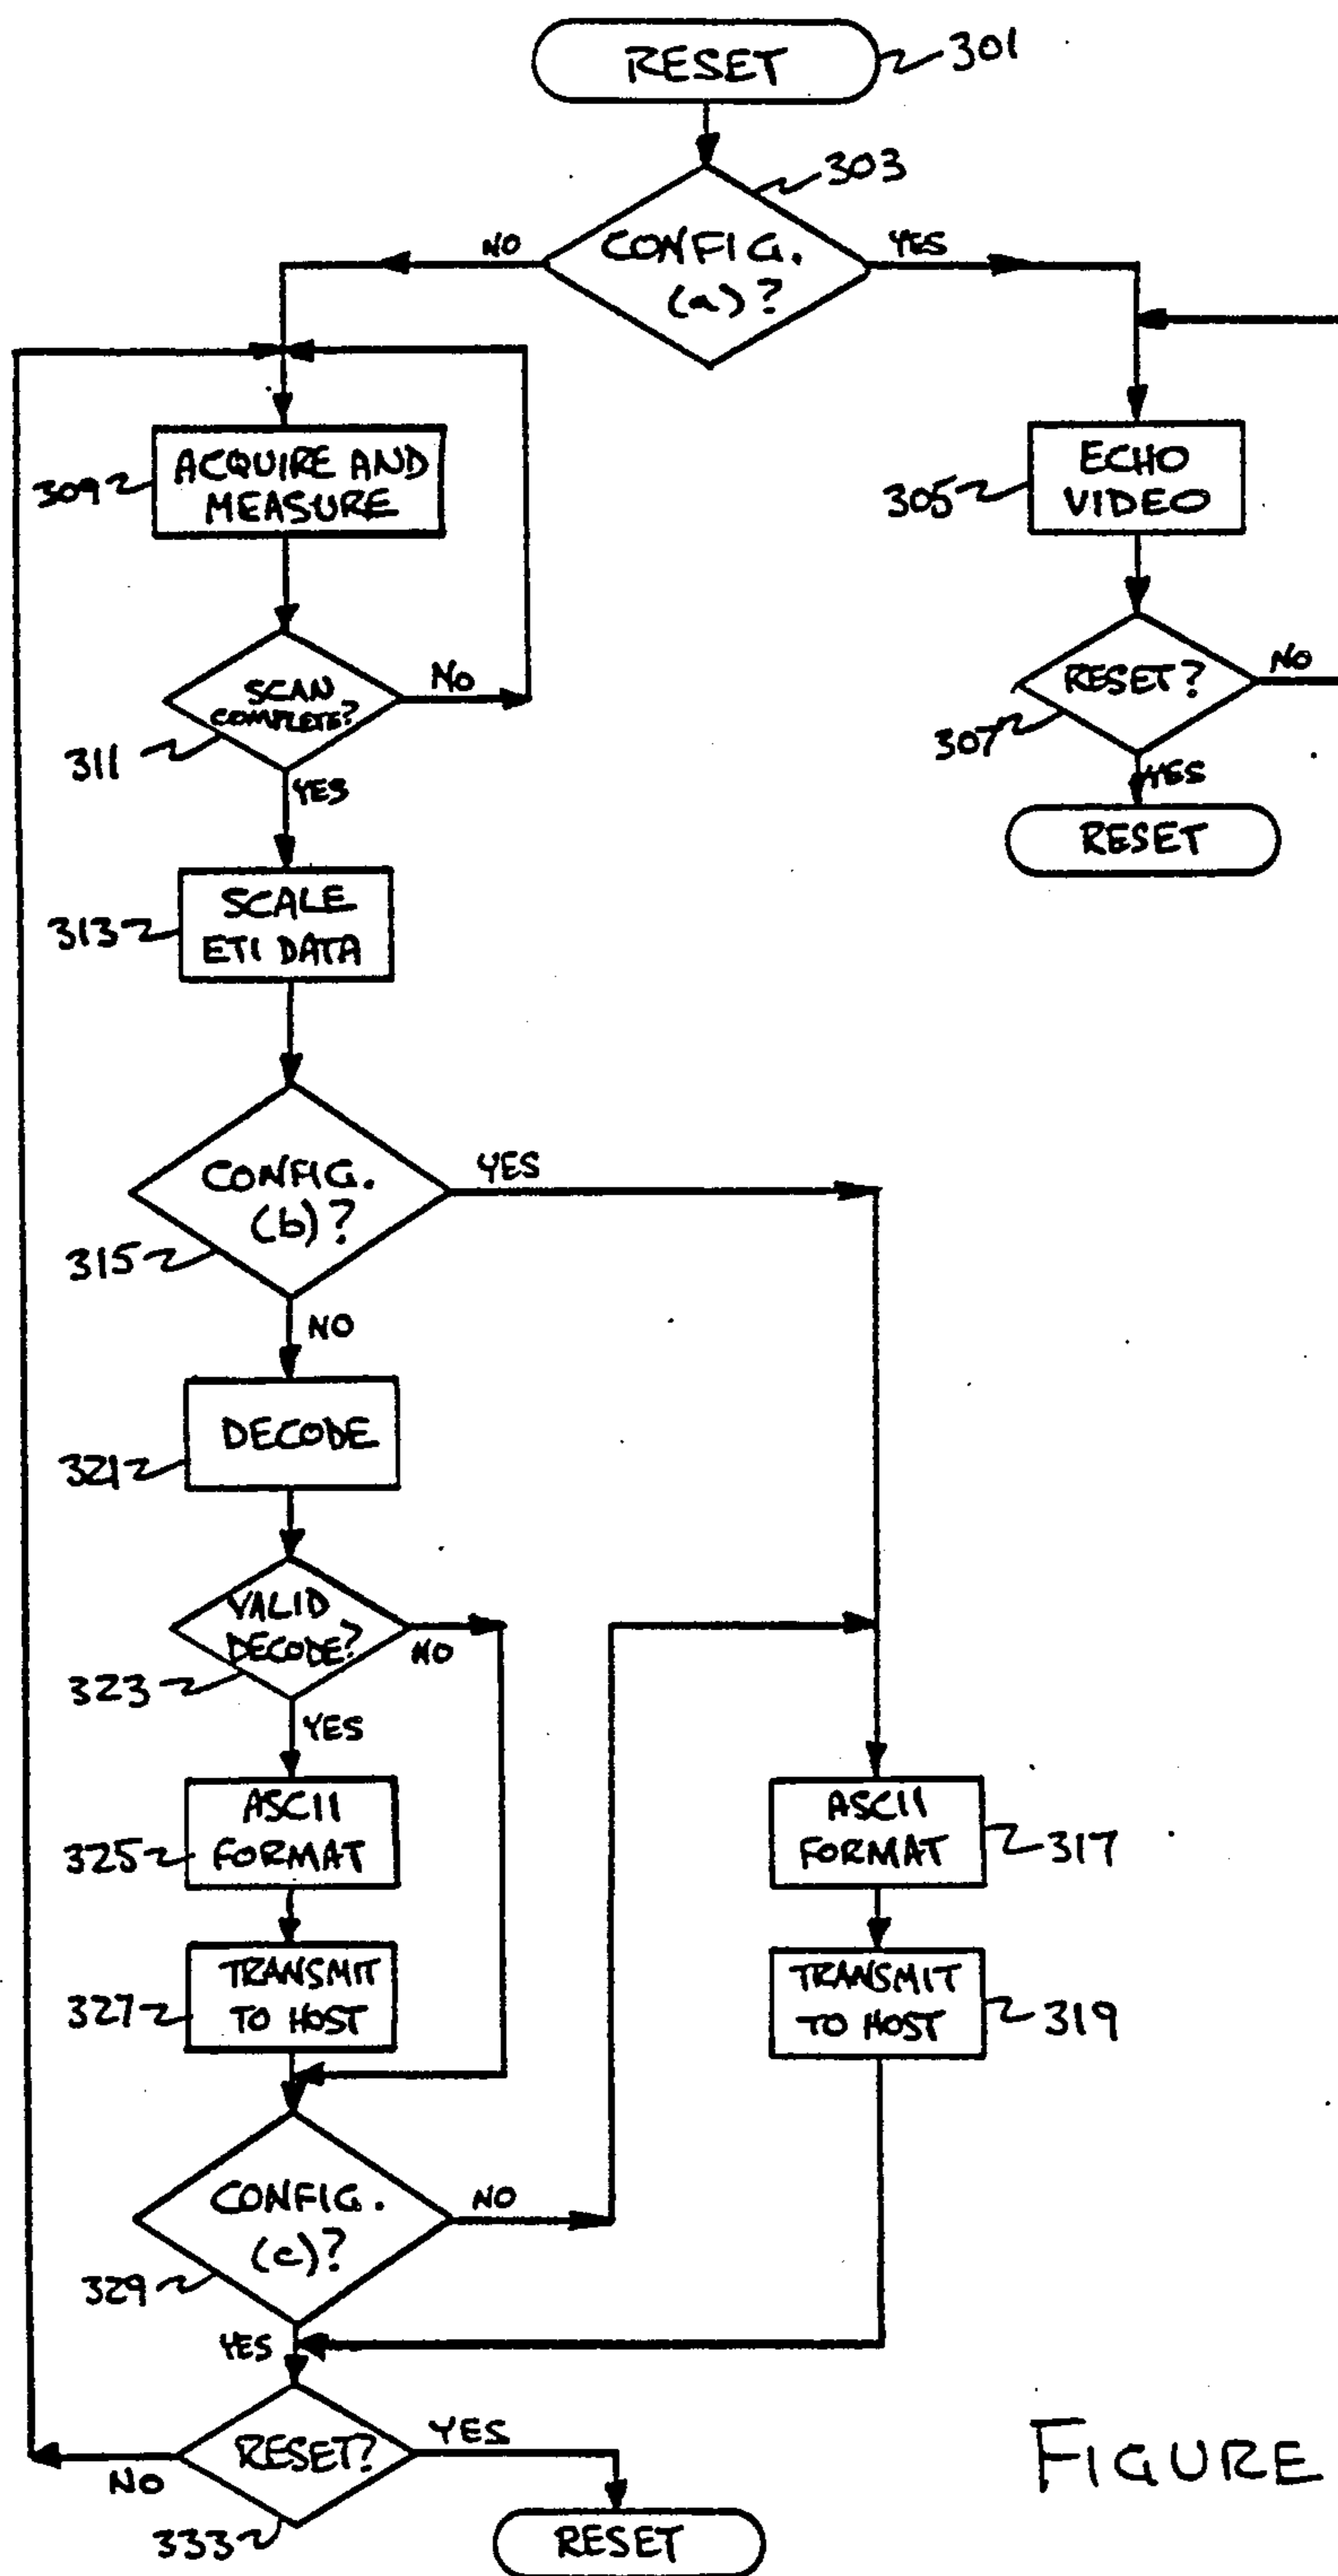 RESET
301
303
CONFIG.
(a)?
NO
YES
309
ACQUIRE AND
MEASURE
305
ECHO
VIDEO
SCAN
COMPLETE?
NO
311
YES
RESET?
NO
307
YES
RESET
313
SCALE
ETI DATA
CONFIG.
(b)?
YES
315
NO
321
DECODE
VALID
DECODE?
NO
323
YES
325
ASCII
FORMAT
ASCII
FORMAT
317
327
TRANSMIT
TO HOST
TRANSMIT
TO HOST
319
CONFIG.
(c)?
NO
329
YES
RESET?
YES
NO
333
RESET
FIGURE